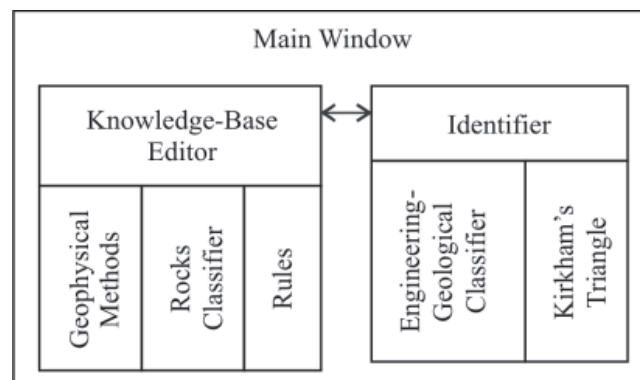 Main Window
Knowledge-Base
Editor
Identifier
Geophysical
Methods
Rocks
Classifier
Rules
Engineering-
Geological
Classifier
Kirkham's
Triangle